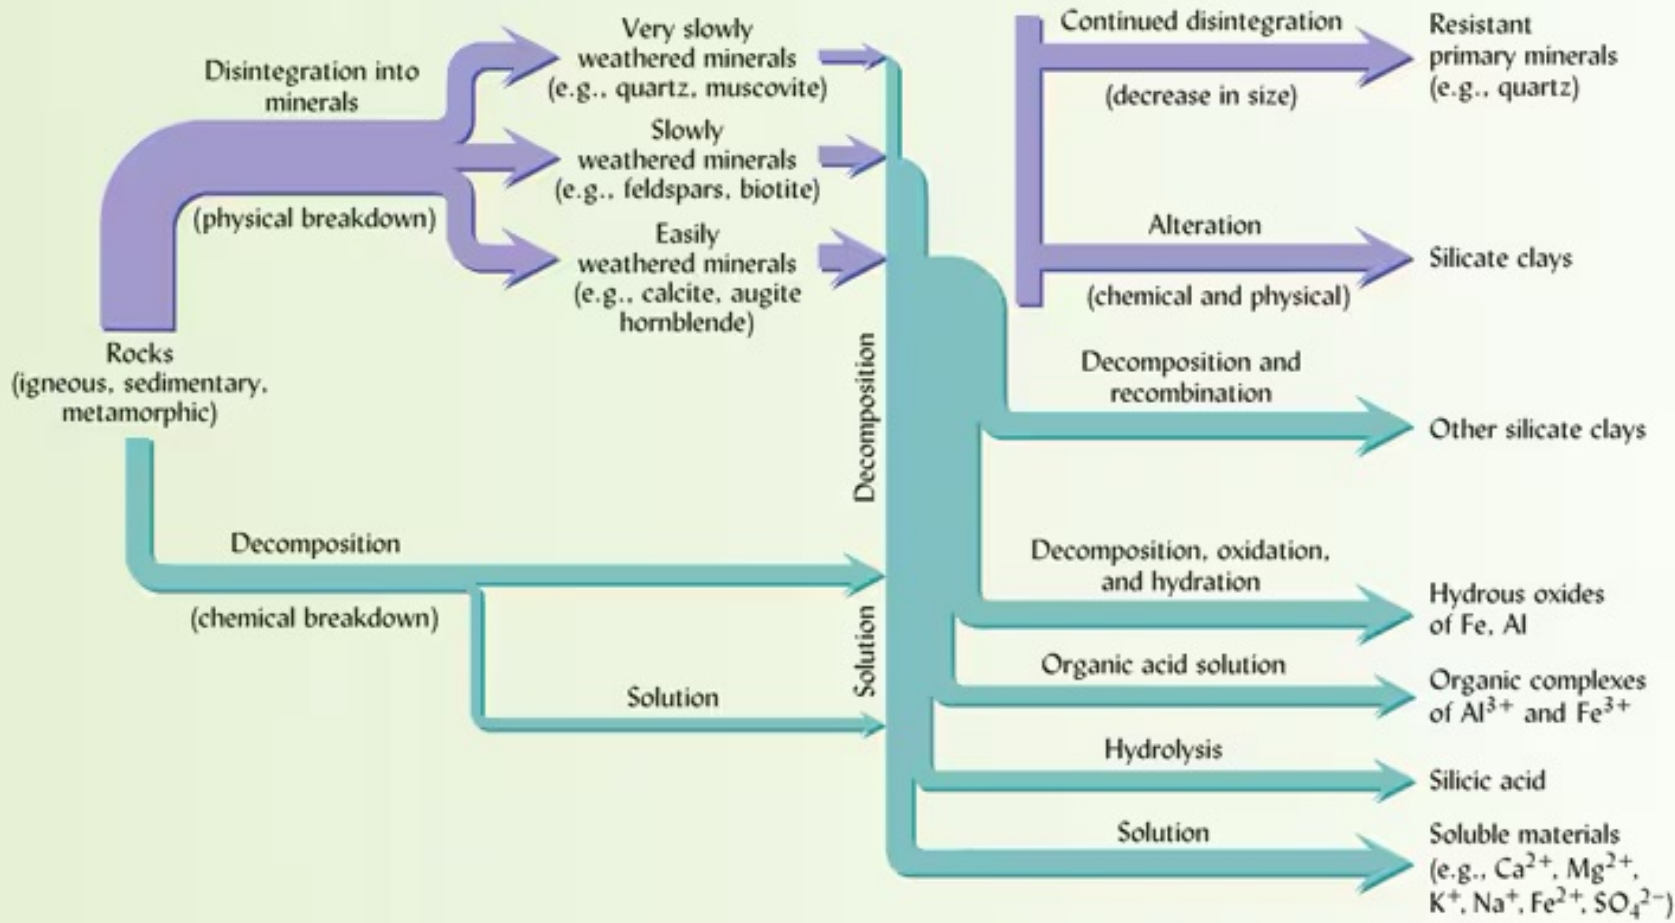 Disintegration into
minerals
(physical breakdown)
Rocks
(igneous, sedimentary,
metamorphic)
Decomposition
(chemical breakdown)
Solution
Very slowly
weathered minerals
(e.g., quartz, muscovite)
Slowly
weathered minerals
(e.g., feldspars, biotite)
Easily
weathered minerals
(e.g., calcite, augite
hornblende)
Decomposition
Solution
Continued disintegration
(decrease in size)
Resistant
primary minerals
(e.g., quartz)
Alteration
(chemical and physical)
Silicate clays
Decomposition and
recombination
Other silicate clays
Decomposition, oxidation,
and hydration
Hydrous oxides
of Fe, Al
Organic acid solution
Organic complexes
of Al³⁺ and Fe³⁺
Hydrolysis
Silicic acid
Solution
Soluble materials
(e.g., Ca²⁺, Mg²⁺,
K⁺, Na⁺, Fe²⁺, SO₄²⁻)